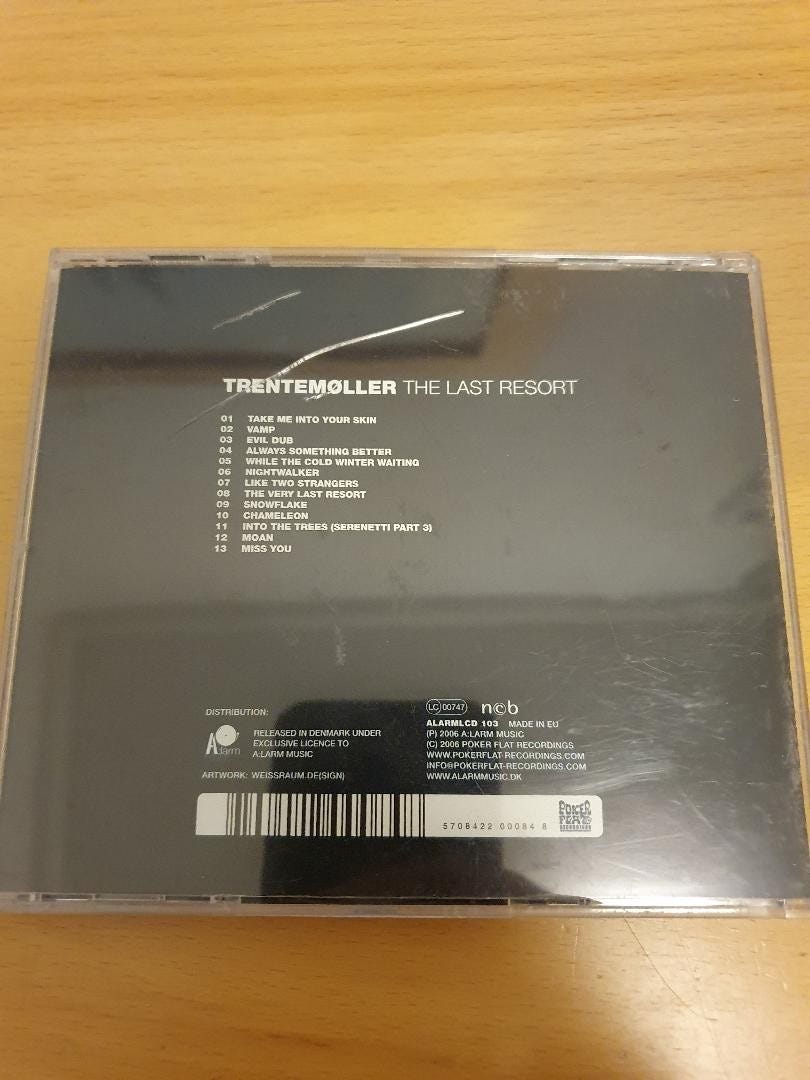 TRENTEMØLLER THE LAST RESORT
01 TAKE ME INTO YOUR SKIN
02 VAMP
03 EVIL DUB
04 ALWAYS SOMETHING BETTER
05 WHILE THE COLD WINTER WAITING
06 NIGHTWALKER
07 LIKE TWO STRANGERS
08 THE VERY LAST RESORT
09 SNOWFLAKE
10 CHAMELEON
11 INTO THE TREES (SERENETTI PART 3)
12 MOAN
13 MISS YOU
DISTRIBUTION:
A:larm
RELEASED IN DENMARK UNDER
EXCLUSIVE LICENCE TO
A:LARM MUSIC
ARTWORK: WEISSRAUM.DE(SIGN)
LC 00747 n©b
ALARMLCD 103 MADE IN EU
(P) 2006 A:LARM MUSIC
(C) 2006 POKER FLAT RECORDINGS
WWW.POKERFLAT-RECORDINGS.COM
INFO@POKERFLAT-RECORDINGS.COM
WWW.ALARMMUSIC.DK
5708422 00084 8
POKER
FLAT
RECORDINGS